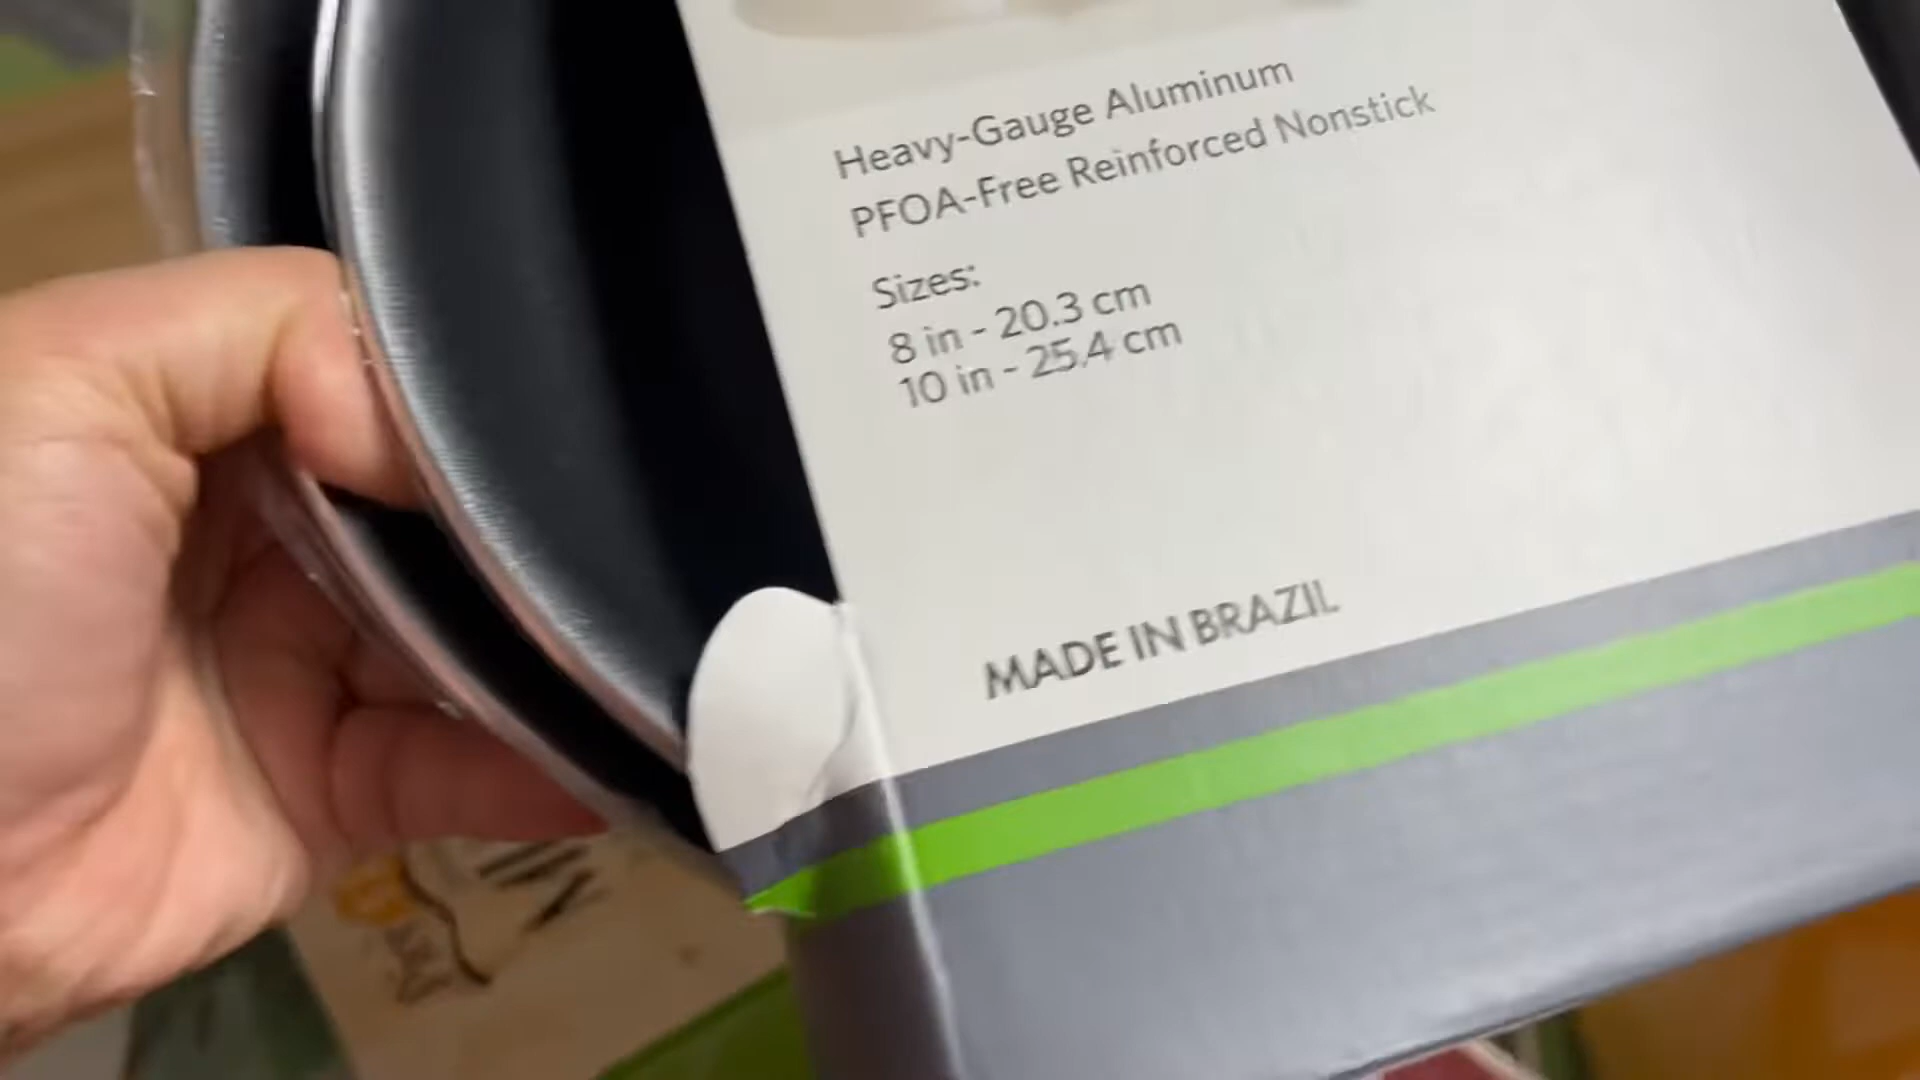 Heavy-Gauge Aluminum
PFOA-Free Reinforced Nonstick
Sizes:
8 in - 20.3 cm
10 in - 25.4 cm
MADE IN BRAZIL